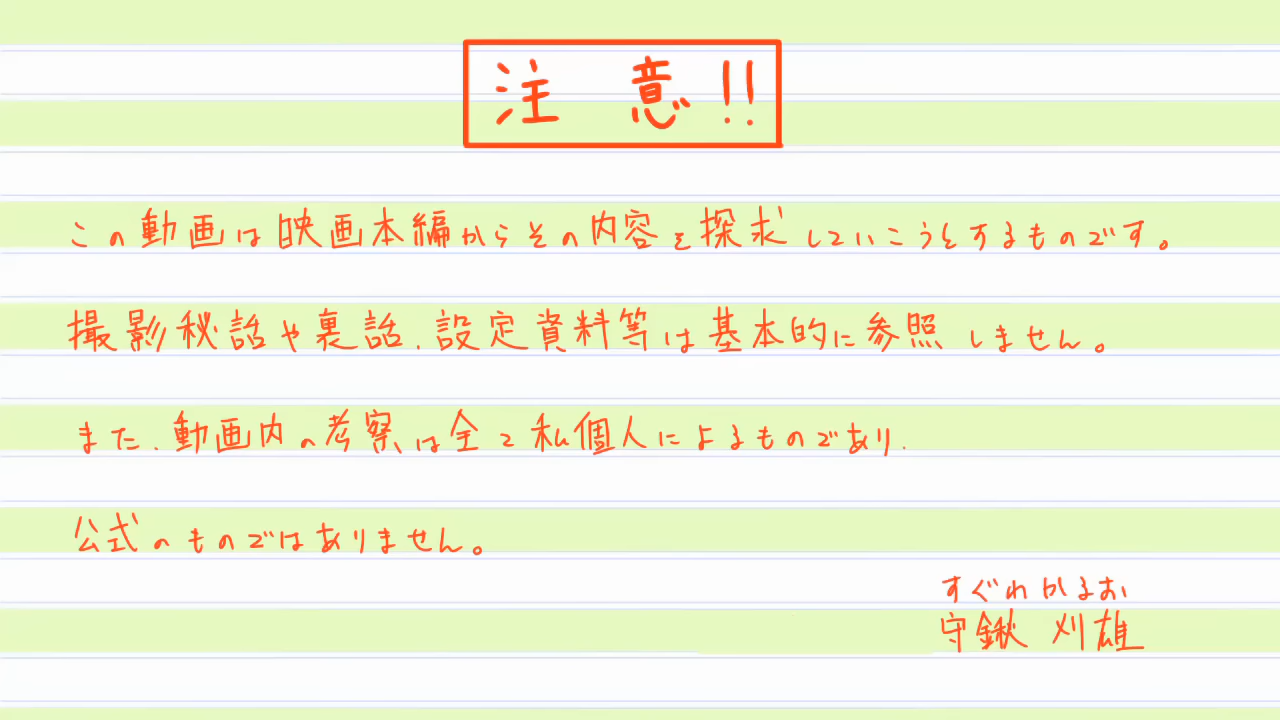 注 意!!
この動画は映画本編からその内容を探求していこうとするものです。
撮影秘話や裏話、設定資料等は基本的に参照しません。
また、動画内の考察は全て私個人によるものであり、
公式のものではありません。
すぐわ かるお
守鍬 刈雄